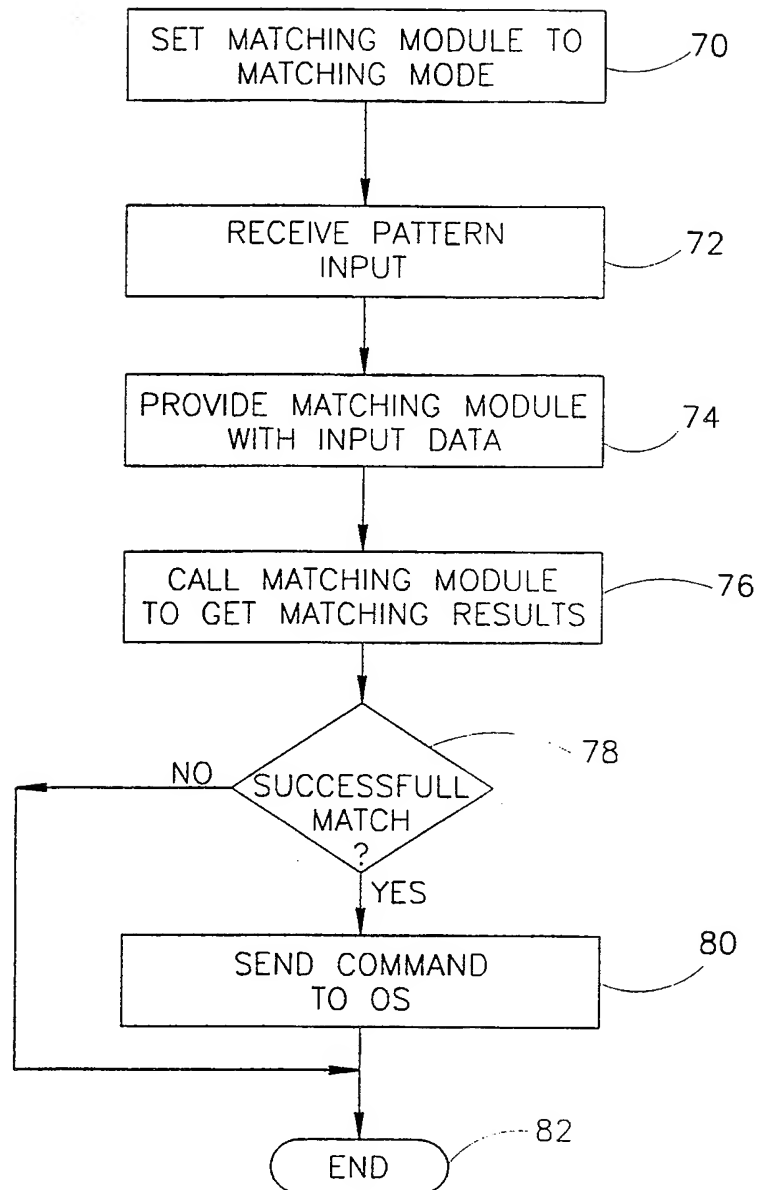 SET MATCHING MODULE TO
MATCHING MODE
70
RECEIVE PATTERN
INPUT
72
PROVIDE MATCHING MODULE
WITH INPUT DATA
74
CALL MATCHING MODULE
TO GET MATCHING RESULTS
76
78
NO
SUCCESSFULL
MATCH
?
YES
SEND COMMAND
TO OS
80
END
82